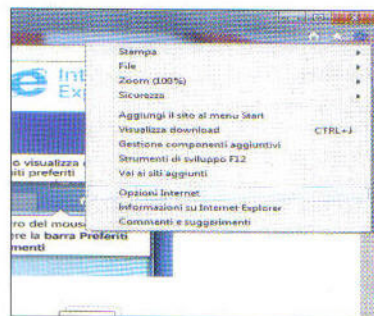 Stampa
File
Zoom (100%)
Sicurezza
Aggiungi il sito al menu Start
Visualizza download CTRL+J
Gestione componenti aggiuntivi
Strumenti di sviluppo F12
Vai ai siti aggiunti
Opzioni Internet
Informazioni su Internet Explorer
Commenti e suggerimenti
Int
Ex
o visualizza
iti preferiti
ro del mous
ere la barra Preferiti
menti